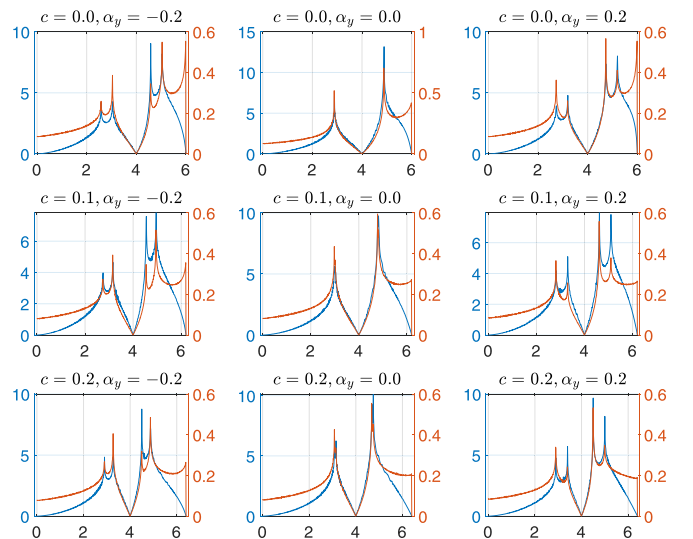 c = 0.0, α_y = −0.2
c = 0.0, α_y = 0.0
c = 0.0, α_y = 0.2
10 0.6 15 1 10 0.6
0.4 10 0.4
5 0.5 5
0.2 5 0.2
0 0 0 0 0 0
0 2 4 6 0 2 4 6 0 2 4 6
c = 0.1, α_y = −0.2
c = 0.1, α_y = 0.0
c = 0.1, α_y = 0.2
0.6 10 0.6 0.6
6 6
0.4 0.4 0.4
4 5 4
2 0.2 0.2 2 0.2
0 0 0 0 0 0
0 2 4 6 0 2 4 6 0 2 4 6
c = 0.2, α_y = −0.2
c = 0.2, α_y = 0.0
c = 0.2, α_y = 0.2
10 0.6 10 0.6 10 0.6
0.4 0.4 0.4
5 5 5
0.2 0.2 0.2
0 0 0 0 0 0
0 2 4 6 0 2 4 6 0 2 4 6